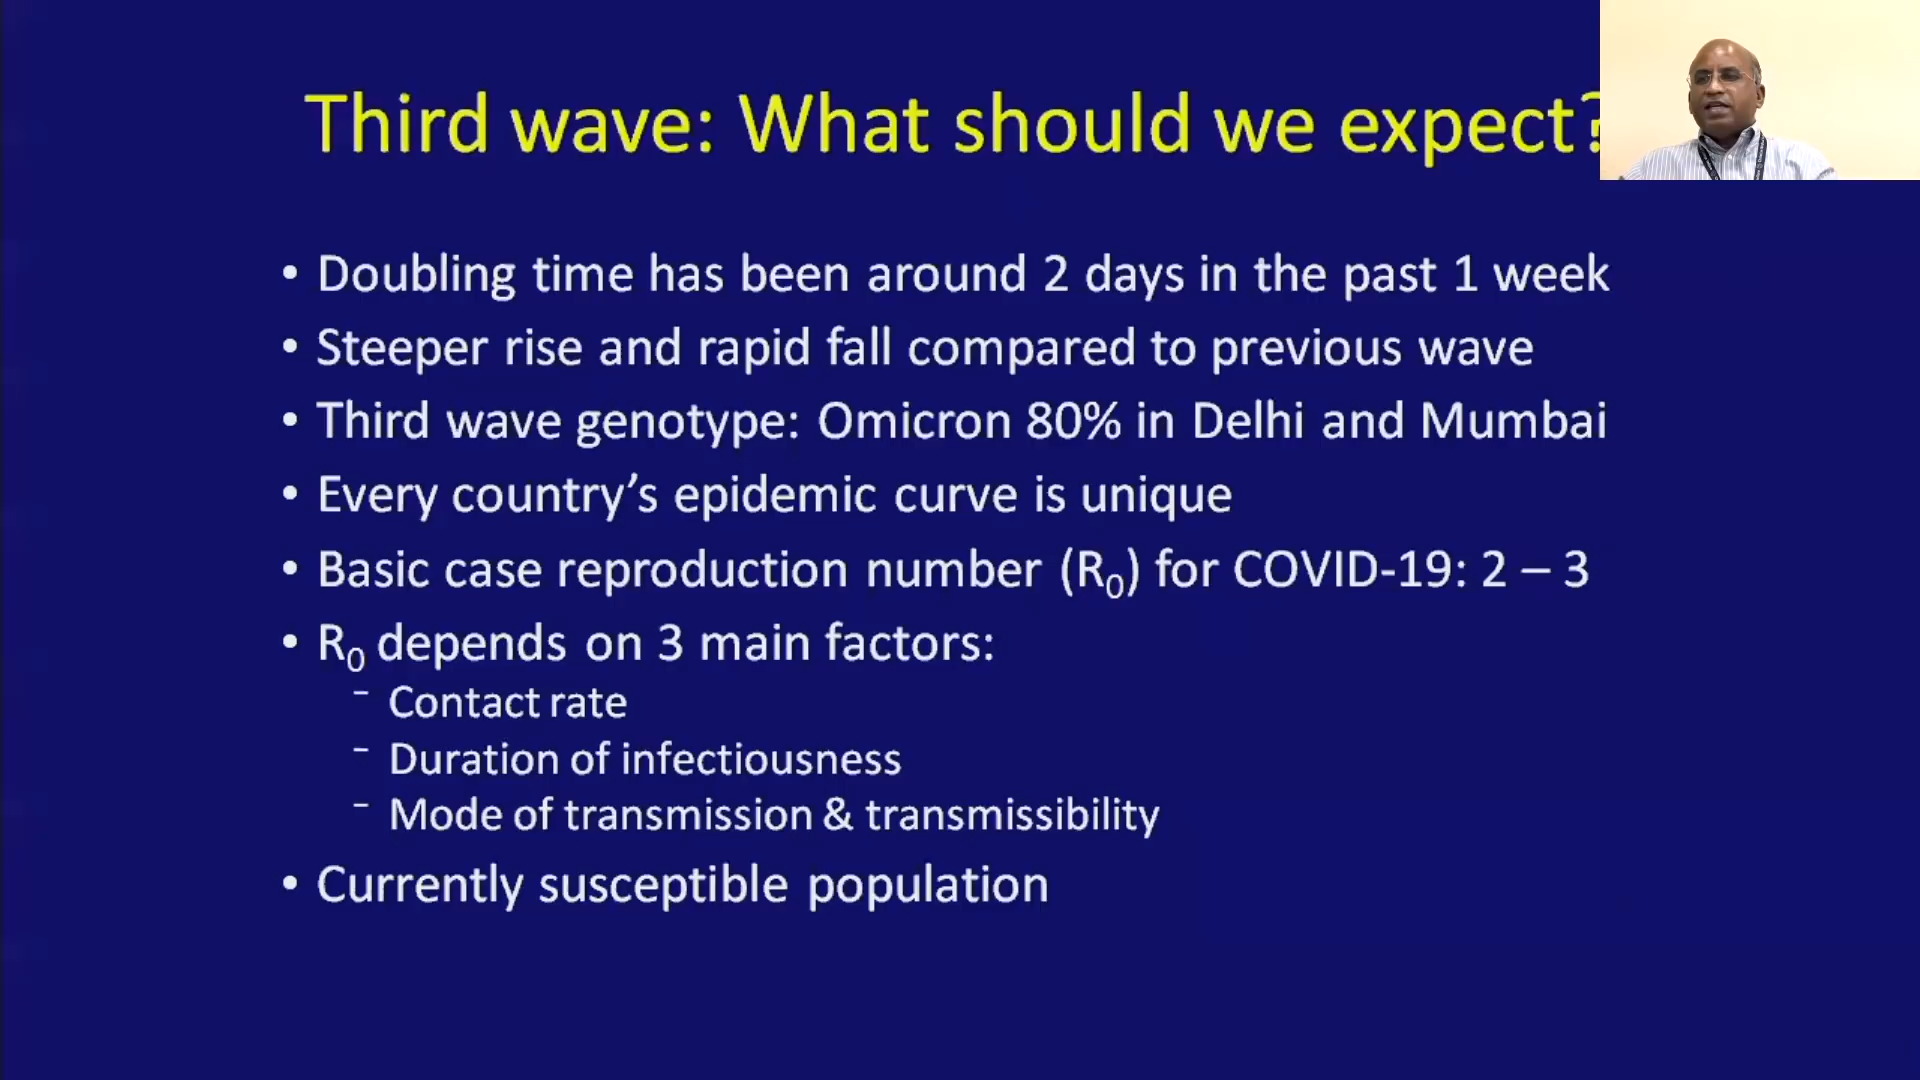 Third wave: What should we expect?
• Doubling time has been around 2 days in the past 1 week
• Steeper rise and rapid fall compared to previous wave
• Third wave genotype: Omicron 80% in Delhi and Mumbai
• Every country’s epidemic curve is unique
• Basic case reproduction number (R₀) for COVID-19: 2 – 3
• R₀ depends on 3 main factors:
⁻ Contact rate
⁻ Duration of infectiousness
⁻ Mode of transmission & transmissibility
• Currently susceptible population